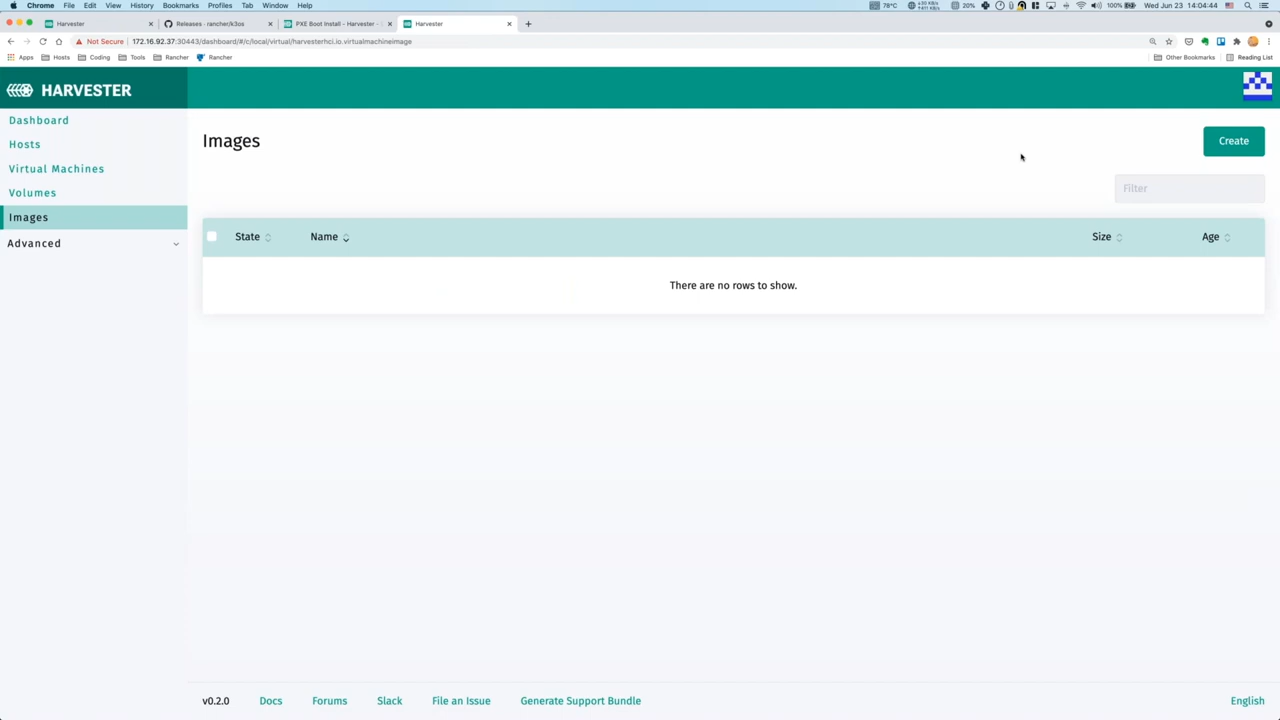 Chrome File Edit View History Bookmarks Profiles Tab Window Help
78°C 20% 100% Wed Jun 23 14:04:44
Harvester Releases · rancher/k3os PXE Boot Install - Harvester - Harvester
Not Secure 172.16.92.37:30443/dashboard/#/c/local/virtual/harvesterhci.io.virtualmachineimage
Apps Hosts Coding Tools Rancher Rancher Other Bookmarks Reading List
HARVESTER
Dashboard
Hosts
Virtual Machines
Volumes
Images
Advanced
Images
Create
Filter
State Name Size Age
There are no rows to show.
v0.2.0 Docs Forums Slack File an Issue Generate Support Bundle English